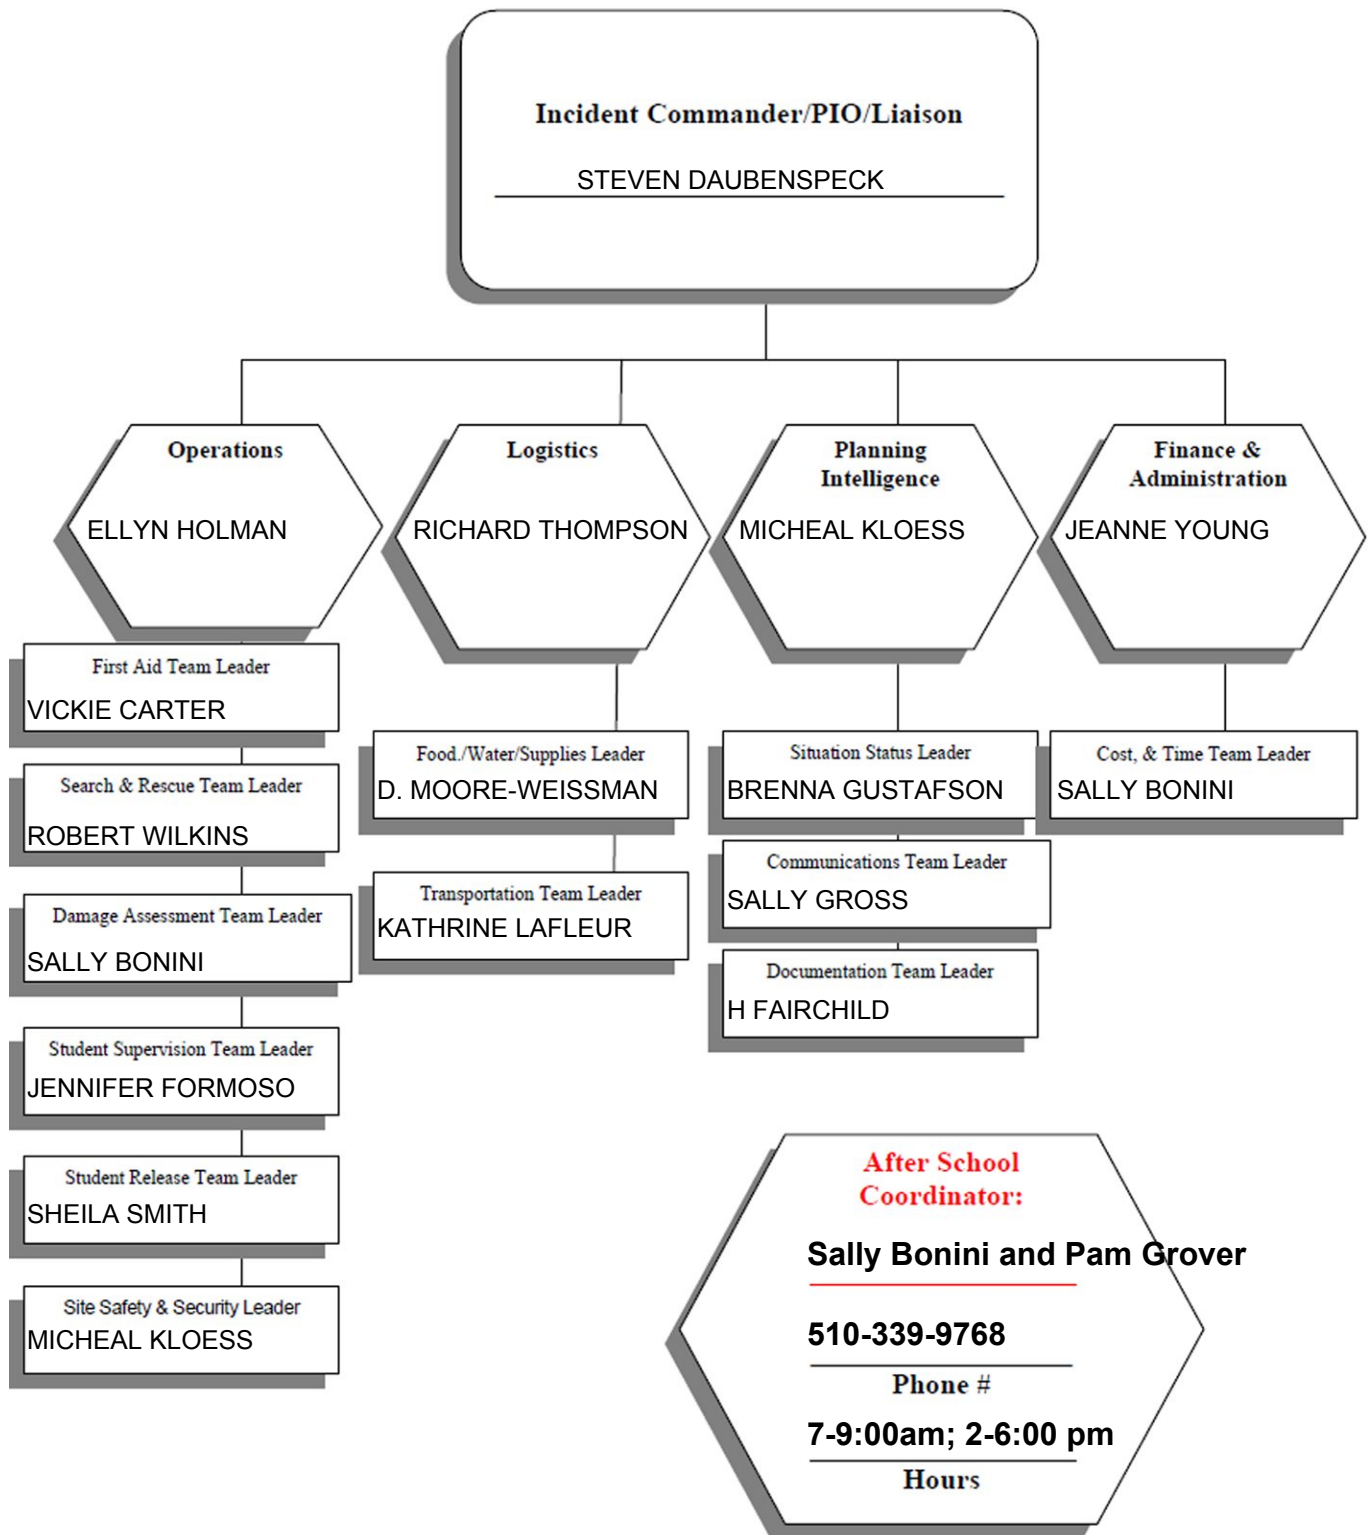 Incident Commander/PIO/Liaison
STEVEN DAUBENSPECK
Operations
ELLYN HOLMAN
First Aid Team Leader
VICKIE CARTER
Search & Rescue Team Leader
ROBERT WILKINS
Damage Assessment Team Leader
SALLY BONINI
Student Supervision Team Leader
JENNIFER FORMOSO
Student Release Team Leader
SHEILA SMITH
Site Safety & Security Leader
MICHEAL KLOESS
Logistics
RICHARD THOMPSON
Food./Water/Supplies Leader
D. MOORE-WEISSMAN
Transportation Team Leader
KATHRINE LAFLEUR
Planning
Intelligence
MICHEAL KLOESS
Situation Status Leader
BRENNA GUSTAFSON
Communications Team Leader
SALLY GROSS
Documentation Team Leader
H FAIRCHILD
Finance &
Administration
JEANNE YOUNG
Cost, & Time Team Leader
SALLY BONINI
After School
Coordinator:
Sally Bonini and Pam Grover
510-339-9768
Phone #
7-9:00am; 2-6:00 pm
Hours